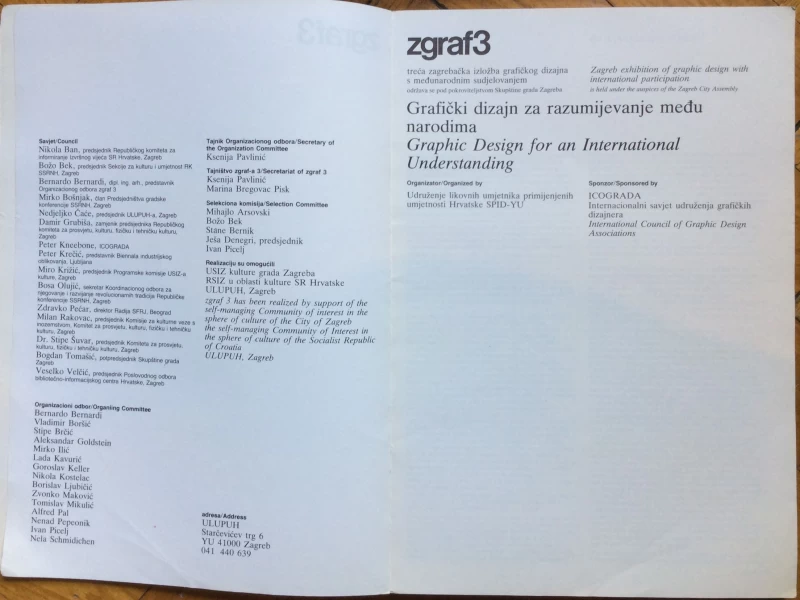 Savjet/Council
Nikola Ban, predsjednik Republičkog komiteta za
informiranje Izvršnog vijeća SR Hrvatske, Zagreb
Božo Bek, predsjednik Sekcije za kulturu i umjetnost RK
SSRNH, Zagreb
Bernardo Bernardi, dipl. ing. arh., predstavnik
Organizacionog odbora zgraf 3
Mirko Bošnjak, član Predsjedništva gradske
konferencije SSRNH, Zagreb
Nedjeljko Čače, predsjednik ULUPUH-a, Zagreb
Damir Grubiša, zamjenik predsjednika Republičkog
komiteta za prosvjetu, kulturu, fizičku i tehničku kulturu,
Zagreb
Peter Kneebone, ICOGRADA
Peter Krečič, predstavnik Biennala industrijskog
oblikovanja, Ljubljana
Miro Križić, predsjednik Programske komisije USIZ-a
kulture, Zagreb
Bosa Olujić, sekretar Koordinacionog odbora za
njegovanje i razvijanje revolucionarnih tradicija Republičke
konferencije SSRNH, Zagreb
Zdravko Pečar, direktor Radija SFRJ, Beograd
Milan Rakovac, predsjednik Komisije za kulturne veze s
inozemstvom, Komitet za prosvjetu, kulturu, fizičku i tehničku
kulturu, Zagreb
Dr. Stipe Šuvar, predsjednik Komiteta za prosvjetu,
kulturu, fizičku i tehničku kulturu, Zagreb
Bogdan Tomašić, potpredsjednik Skupštine grada
Zagreb
Veselko Velčić, predsjednik Poslovodnog odbora
bibliotečno-informacijskog centra Hrvatske, Zagreb
Organizacioni odbor/Organiing Committee
Bernardo Bernardi
Vladimir Boršić
Stipe Brčić
Aleksandar Goldstein
Mirko Ilić
Lada Kavurić
Goroslav Keller
Nikola Kostelac
Borislav Ljubičić
Zvonko Maković
Tomislav Mikulić
Alfred Pal
Nenad Pepeonik
Ivan Picelj
Nela Schmidichen
Tajnik Organizacionog odbora/Secretary of
the Organization Committee
Ksenija Pavlinić
Tajništvo zgraf-a 3/Secretariat of zgraf 3
Ksenija Pavlinić
Marina Bregovac Pisk
Selekciona komisija/Selection Committee
Mihajlo Arsovski
Božo Bek
Stane Bernik
Ješa Denegri, predsjednik
Ivan Picelj
Realizaciju su omogućili
USIZ kulture grada Zagreba
RSIZ u oblasti kulture SR Hrvatske
ULUPUH, Zagreb
zgraf 3 has been realized by support of the
self-managing Community of interest in the
sphere of culture of the City of Zagreb
the self-managing Community of Interest in
the sphere of culture of the Socialist Republic
of Croatia
ULUPUH, Zagreb
adresa/Address
ULUPUH
Starčevićev trg 6
YU 41000 Zagreb
041 440 639
zgraf3
treća zagrebačka izložba grafičkog dizajna
s međunarodnim sudjelovanjem
održava se pod pokroviteljstvom Skupštine grada Zagreba
Zagreb exhibition of graphic design with
international participation
is held under the auspices of the Zagreb City Assembly
Grafički dizajn za razumijevanje među
narodima
Graphic Design for an International
Understanding
Organizator/Organized by
Udruženje likovnih umjetnika primijenjenih
umjetnosti Hrvatske SPID-YU
Sponzor/Sponsored by
ICOGRADA
Internacionalni savjet udruženja grafičkih
dizajnera
International Council of Graphic Design
Associations